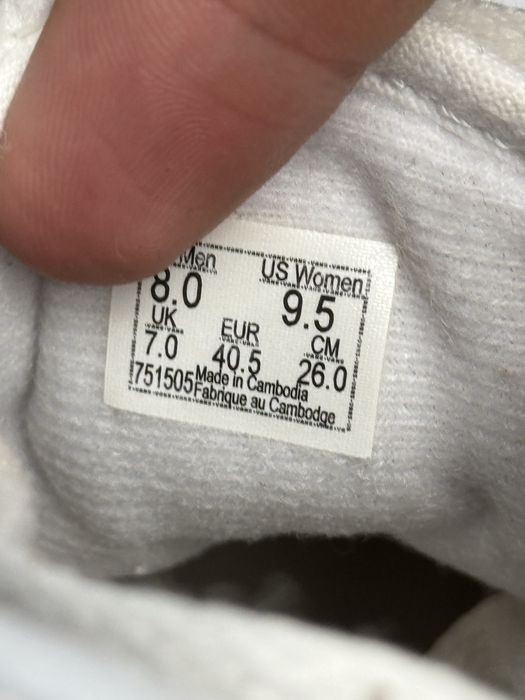 Men US Women
8.0 9.5
UK EUR CM
7.0 40.5 26.0
751505 Made in Cambodia
Fabrique au Cambodge